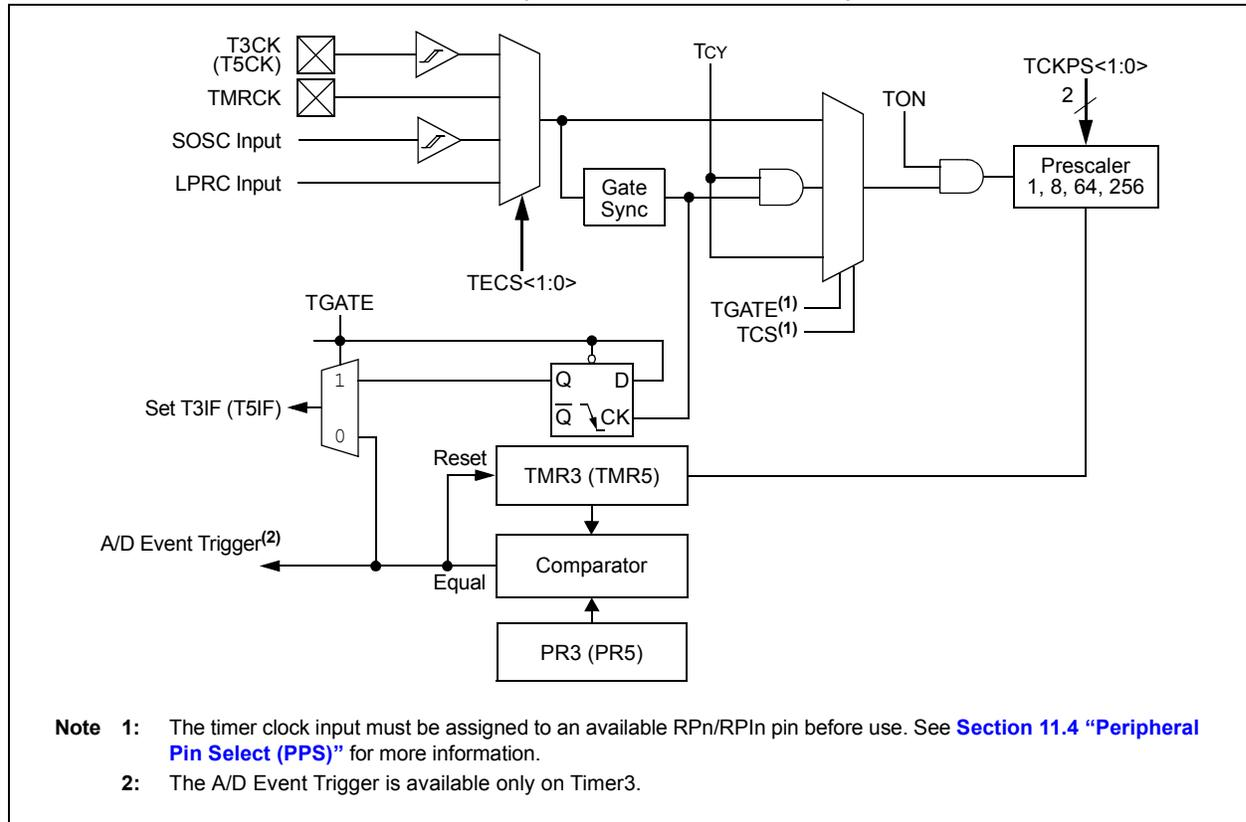 T3CK
(T5CK)
TMRCK
SOSC Input
LPRC Input
TECS<1:0>
TCY
Gate
Sync
TGATE(1)
TCS(1)
TON
TCKPS<1:0>
2
Prescaler
1, 8, 64, 256
TGATE
1
0
Set T3IF (T5IF)
Q D
Q̅ CK
Reset
TMR3 (TMR5)
A/D Event Trigger(2)
Equal
Comparator
PR3 (PR5)
Note 1: The timer clock input must be assigned to an available RPn/RPIn pin before use. See Section 11.4 “Peripheral
Pin Select (PPS)” for more information.
2: The A/D Event Trigger is available only on Timer3.